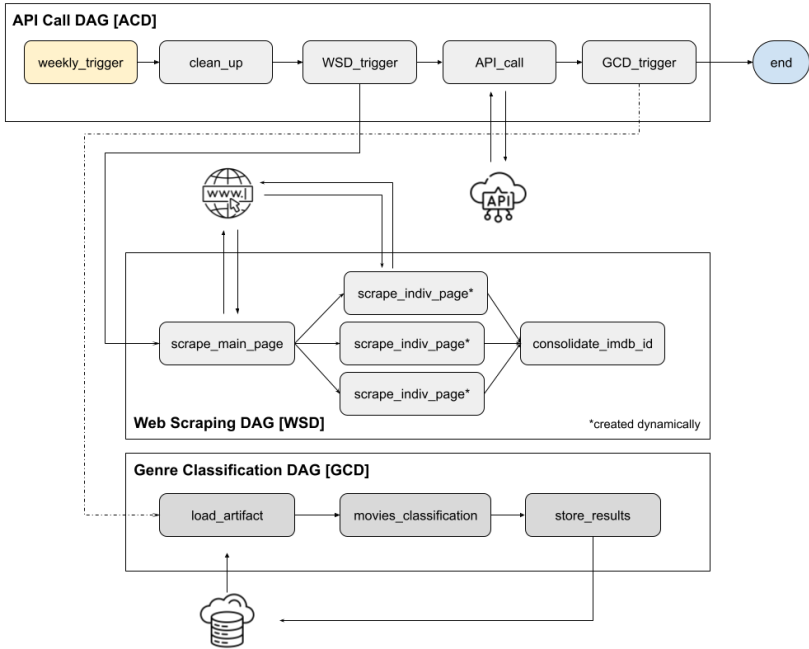 API Call DAG [ACD]
weekly_trigger
clean_up
WSD_trigger
API_call
GCD_trigger
end
www.
API
scrape_indiv_page*
scrape_main_page
scrape_indiv_page*
consolidate_imdb_id
scrape_indiv_page*
Web Scraping DAG [WSD]
*created dynamically
Genre Classification DAG [GCD]
load_artifact
movies_classification
store_results